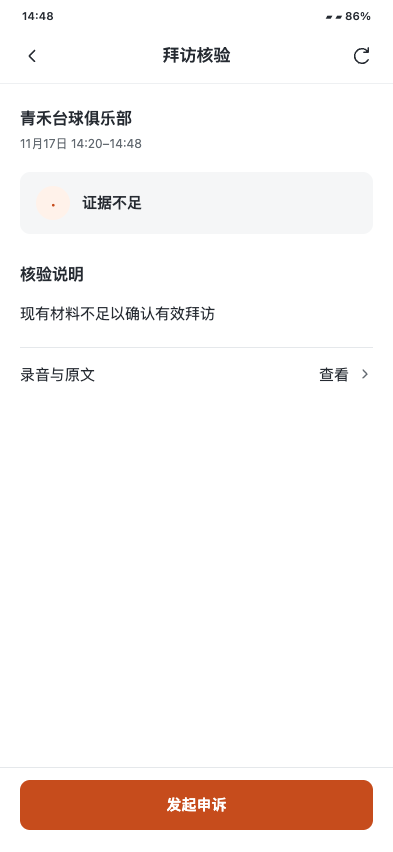 14:48
86%
拜访核验
青禾台球俱乐部
11月17日 14:20–14:48
证据不足
核验说明
现有材料不足以确认有效拜访
录音与原文 查看
发起申诉